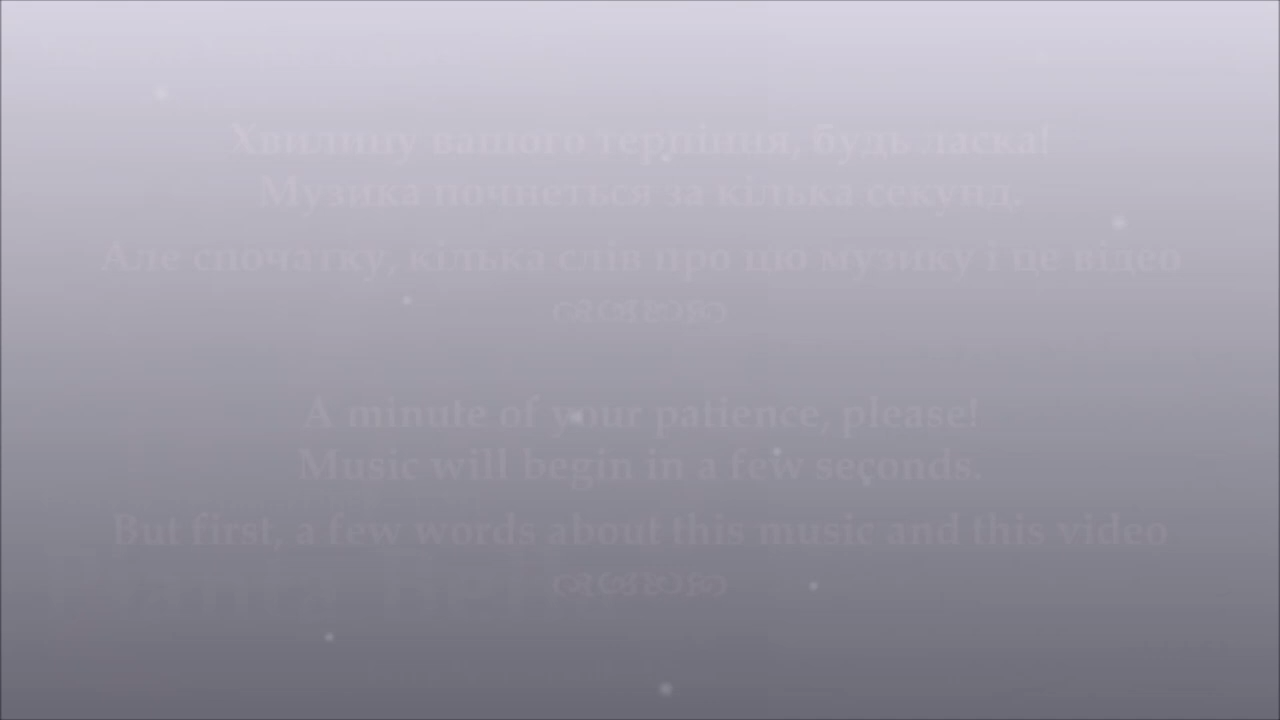 Хвилину вашого терпіння, будь ласка!
Музика почнеться за кілька секунд.
Але спочатку, кілька слів про цю музику і це відео
A minute of your patience, please!
Music will begin in a few seconds.
But first, a few words about this music and this video